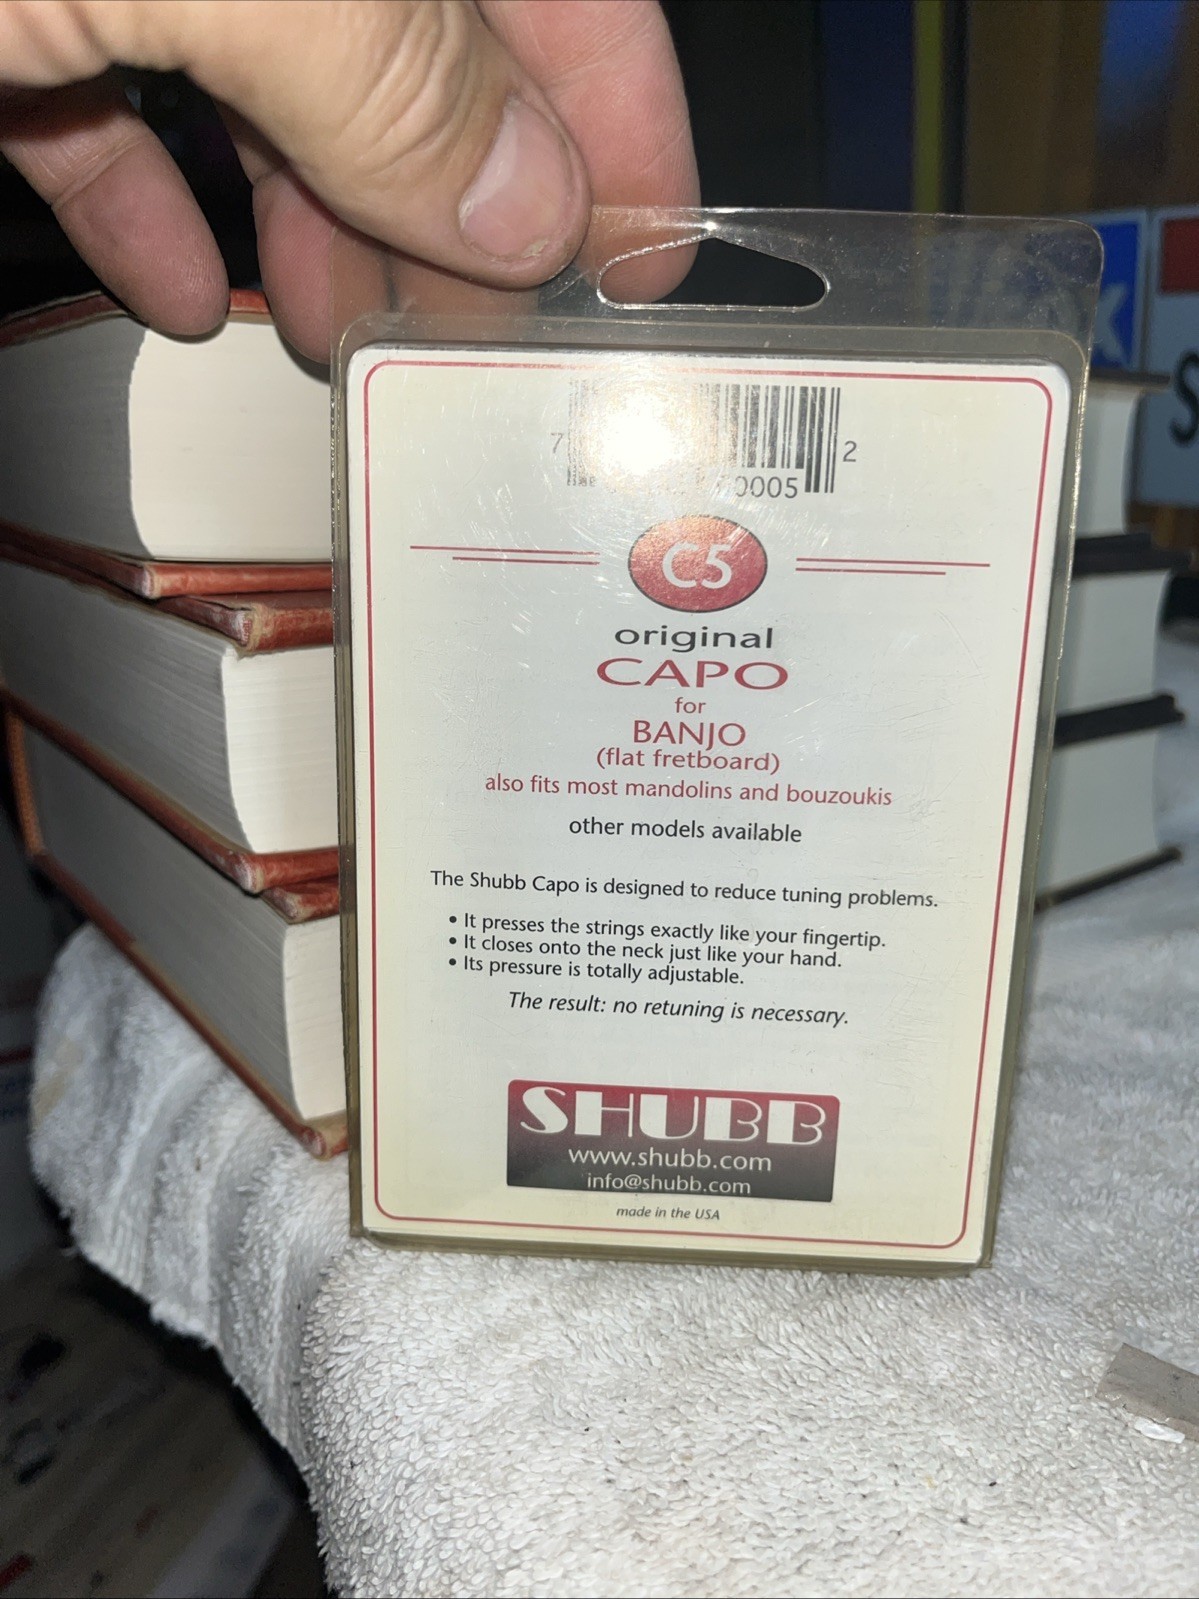 7
0005
2
C5
original
CAPO
for
BANJO
(flat fretboard)
also fits most mandolins and bouzoukis
other models available
The Shubb Capo is designed to reduce tuning problems.
• It presses the strings exactly like your fingertip.
• It closes onto the neck just like your hand.
• Its pressure is totally adjustable.
The result: no retuning is necessary.
SHUBB
www.shubb.com
info@shubb.com
made in the USA